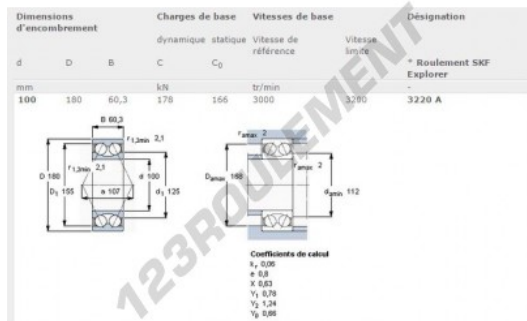 Dimensions d'encombrement Charges de base Vitesses de base Désignation
dynamique statique Vitesse de référence Vitesse limite
d D B C C0 * Roulement SKF Explorer
mm kN tr/min -
100 180 60,3 178 166 3000 3280 3220 A
B 60,3
r1,2min 2,1
r1,2min 2,1
D 180
D1 155
a 107
d 100
d1 125
ramax 2
Damax 168
ramax 2
damin 112
Coefficients de calcul
kr 0,06
e 0,8
X 0,63
Y1 0,78
Y2 1,24
Y0 0,66
123ROULEMENT